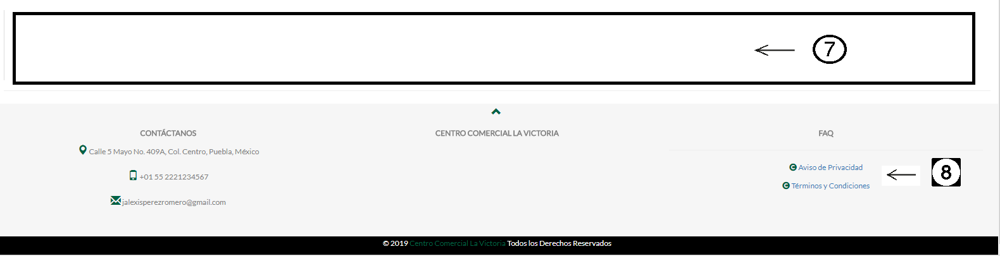 7
CONTÁCTANOS
Calle 5 Mayo No. 409A, Col. Centro, Puebla, México
+01 55 2221234567
jalexisperezromero@gmail.com
CENTRO COMERCIAL LA VICTORIA
FAQ
Aviso de Privacidad
Términos y Condiciones
8
© 2019 Centro Comercial La Victoria Todos los Derechos Reservados